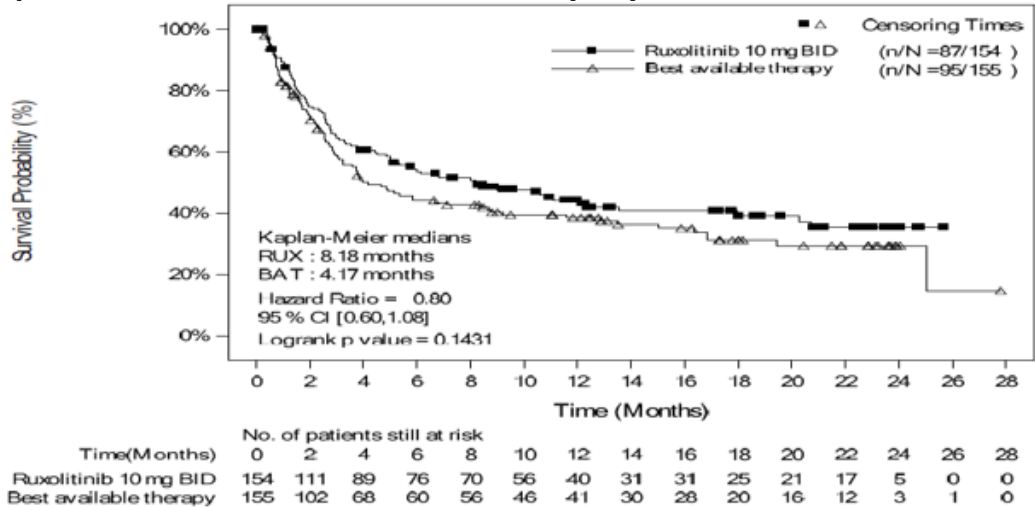 100%
80%
60%
40%
20%
0%
Survival Probability (%)
Censoring Times
Ruxolitinib 10 mg BID (n/N =87/154 )
Best available therapy (n/N =95/155 )
Kaplan-Meier medians
RUX : 8.18 months
BAT : 4.17 months
Hazard Ratio = 0.80
95 % CI [0.60,1.08]
Logrank p value = 0.1431
0 2 4 6 8 10 12 14 16 18 20 22 24 26 28
Time (Months)
No. of patients still at risk
Time(Months) 0 2 4 6 8 10 12 14 16 18 20 22 24 26 28
Ruxolitinib 10 mg BID 154 111 89 76 70 56 40 31 31 25 21 17 5 0 0
Best available therapy 155 102 68 60 56 46 41 30 28 20 16 12 3 1 0